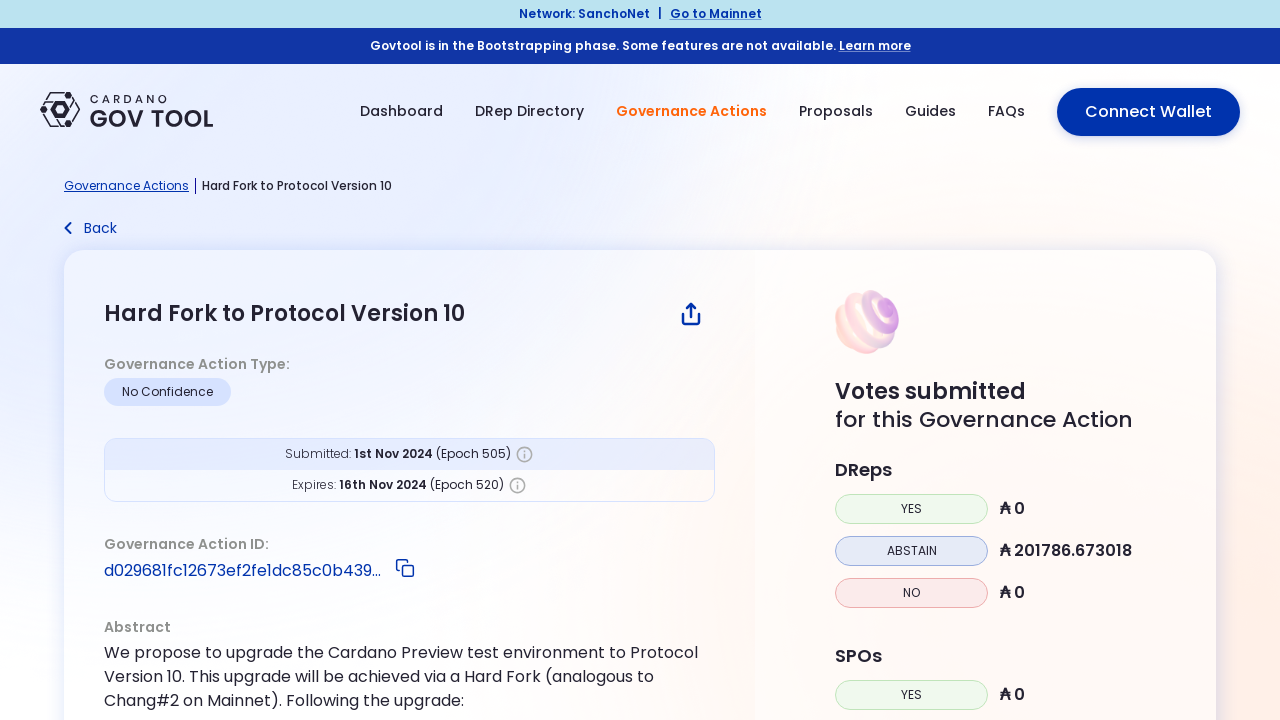 Network: SanchoNet | Go to Mainnet
Govtool is in the Bootstrapping phase. Some features are not available. Learn more
CARDANO
GOV TOOL
Dashboard
DRep Directory
Governance Actions
Proposals
Guides
FAQs
Connect Wallet
Governance Actions | Hard Fork to Protocol Version 10
Back
Hard Fork to Protocol Version 10
Governance Action Type:
No Confidence
Submitted: 1st Nov 2024 (Epoch 505)
Expires: 16th Nov 2024 (Epoch 520)
Governance Action ID:
d029681fc12673ef2fe1dc85c0b439...
Abstract
We propose to upgrade the Cardano Preview test environment to Protocol
Version 10. This upgrade will be achieved via a Hard Fork (analogous to
Chang#2 on Mainnet). Following the upgrade:
Votes submitted
for this Governance Action
DReps
YES ₳ 0
ABSTAIN ₳ 201786.673018
NO ₳ 0
SPOs
YES ₳ 0